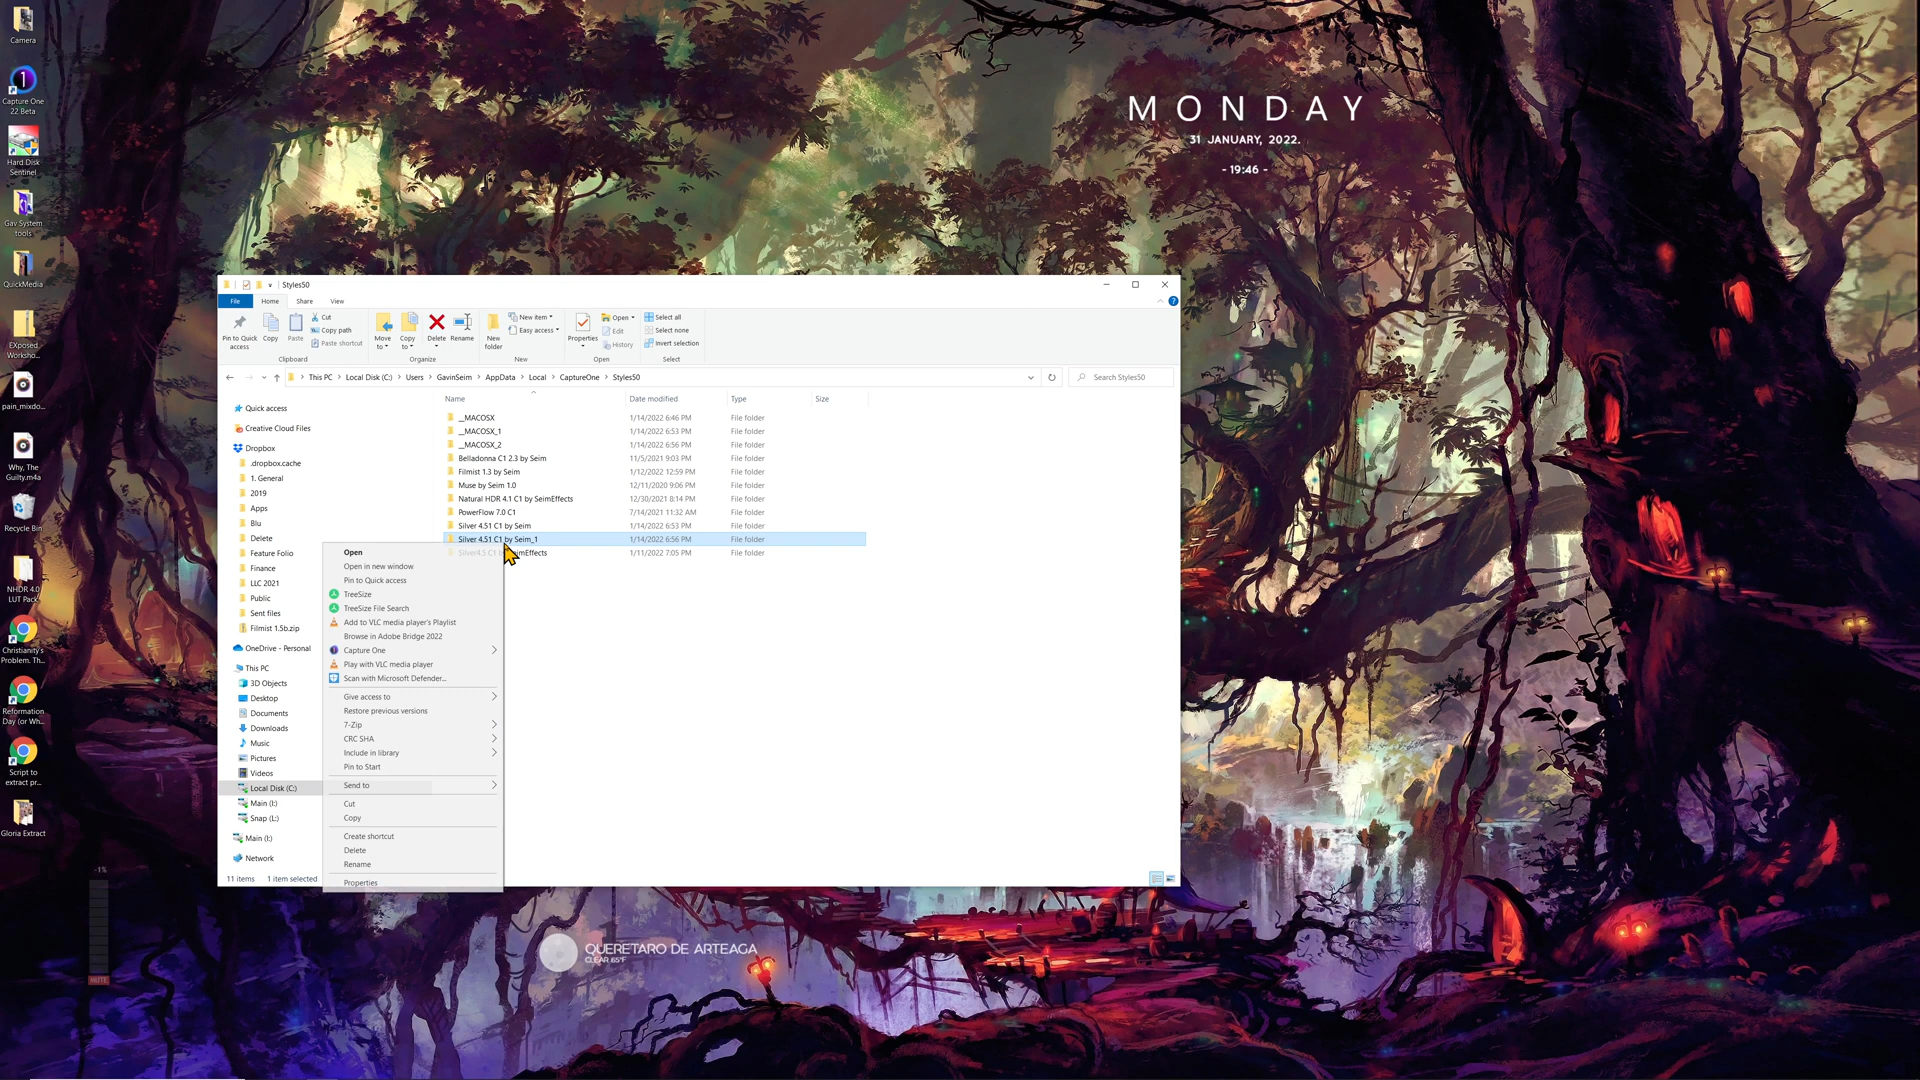 Camera
Capture One
22 Beta
Hard Disk
Sentinel
Gav System
tools
QuickMedia
EXposed
Worksho...
pain_mixdo...
Why, The
Guilty.m4a
Recycle Bin
NHDR 4.0
LUT Pack
Christianity's
Problem. Th...
Reformation
Day (or Wh...
Script to
extract pr...
Gloria Extract
MONDAY
31 JANUARY, 2022.
- 19:46 -
Styles50
File Home Share View
Pin to Quick
access
Copy
Paste
Cut
Copy path
Paste shortcut
Clipboard
Move
to
Copy
to
Delete
Rename
Organize
New
folder
New item
Easy access
New
Properties
Open
Edit
History
Open
Select all
Select none
Invert selection
Select
This PC > Local Disk (C:) > Users > GavinSeim > AppData > Local > CaptureOne > Styles50
Search Styles50
Name Date modified Type Size
__MACOSX 1/14/2022 6:46 PM File folder
__MACOSX_1 1/14/2022 6:53 PM File folder
__MACOSX_2 1/14/2022 6:56 PM File folder
Belladonna C1 2.3 by Seim 11/5/2021 9:03 PM File folder
Filmist 1.3 by Seim 1/12/2022 12:59 PM File folder
Muse by Seim 1.0 12/11/2020 9:06 PM File folder
Natural HDR 4.1 C1 by SeimEffects 12/30/2021 8:14 PM File folder
PowerFlow 7.0 C1 7/14/2021 11:32 AM File folder
Silver 4.51 C1 by Seim 1/14/2022 6:53 PM File folder
Silver 4.51 C1 by Seim_1 1/14/2022 6:56 PM File folder
Silver4.5 C1 by SeimEffects 1/11/2022 7:05 PM File folder
Quick access
Creative Cloud Files
Dropbox
.dropbox.cache
1. General
2019
Apps
Blu
Delete
Feature Folio
Finance
LLC 2021
Public
Sent files
Filmist 1.5b.zip
OneDrive - Personal
This PC
3D Objects
Desktop
Documents
Downloads
Music
Pictures
Videos
Local Disk (C:)
Main (I:)
Snap (L:)
Main (I:)
Network
11 items 1 item selected
Open
Open in new window
Pin to Quick access
TreeSize
TreeSize File Search
Add to VLC media player's Playlist
Browse in Adobe Bridge 2022
Capture One
Play with VLC media player
Scan with Microsoft Defender...
Give access to
Restore previous versions
7-Zip
CRC SHA
Include in library
Pin to Start
Send to
Cut
Copy
Create shortcut
Delete
Rename
Properties
-1%
MUTE
QUERETARO DE ARTEAGA
CLEAR 65°F